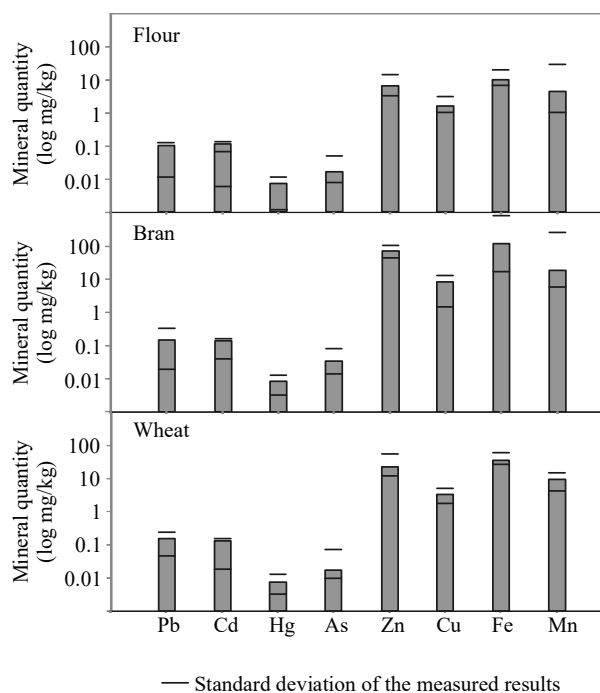 Flour
Mineral quantity
(log mg/kg)
100
10
1
0.1
0.01
Bran
Mineral quantity
(log mg/kg)
100
10
1
0.1
0.01
Wheat
Mineral quantity
(log mg/kg)
100
10
1
0.1
0.01
Pb Cd Hg As Zn Cu Fe Mn
Standard deviation of the measured results